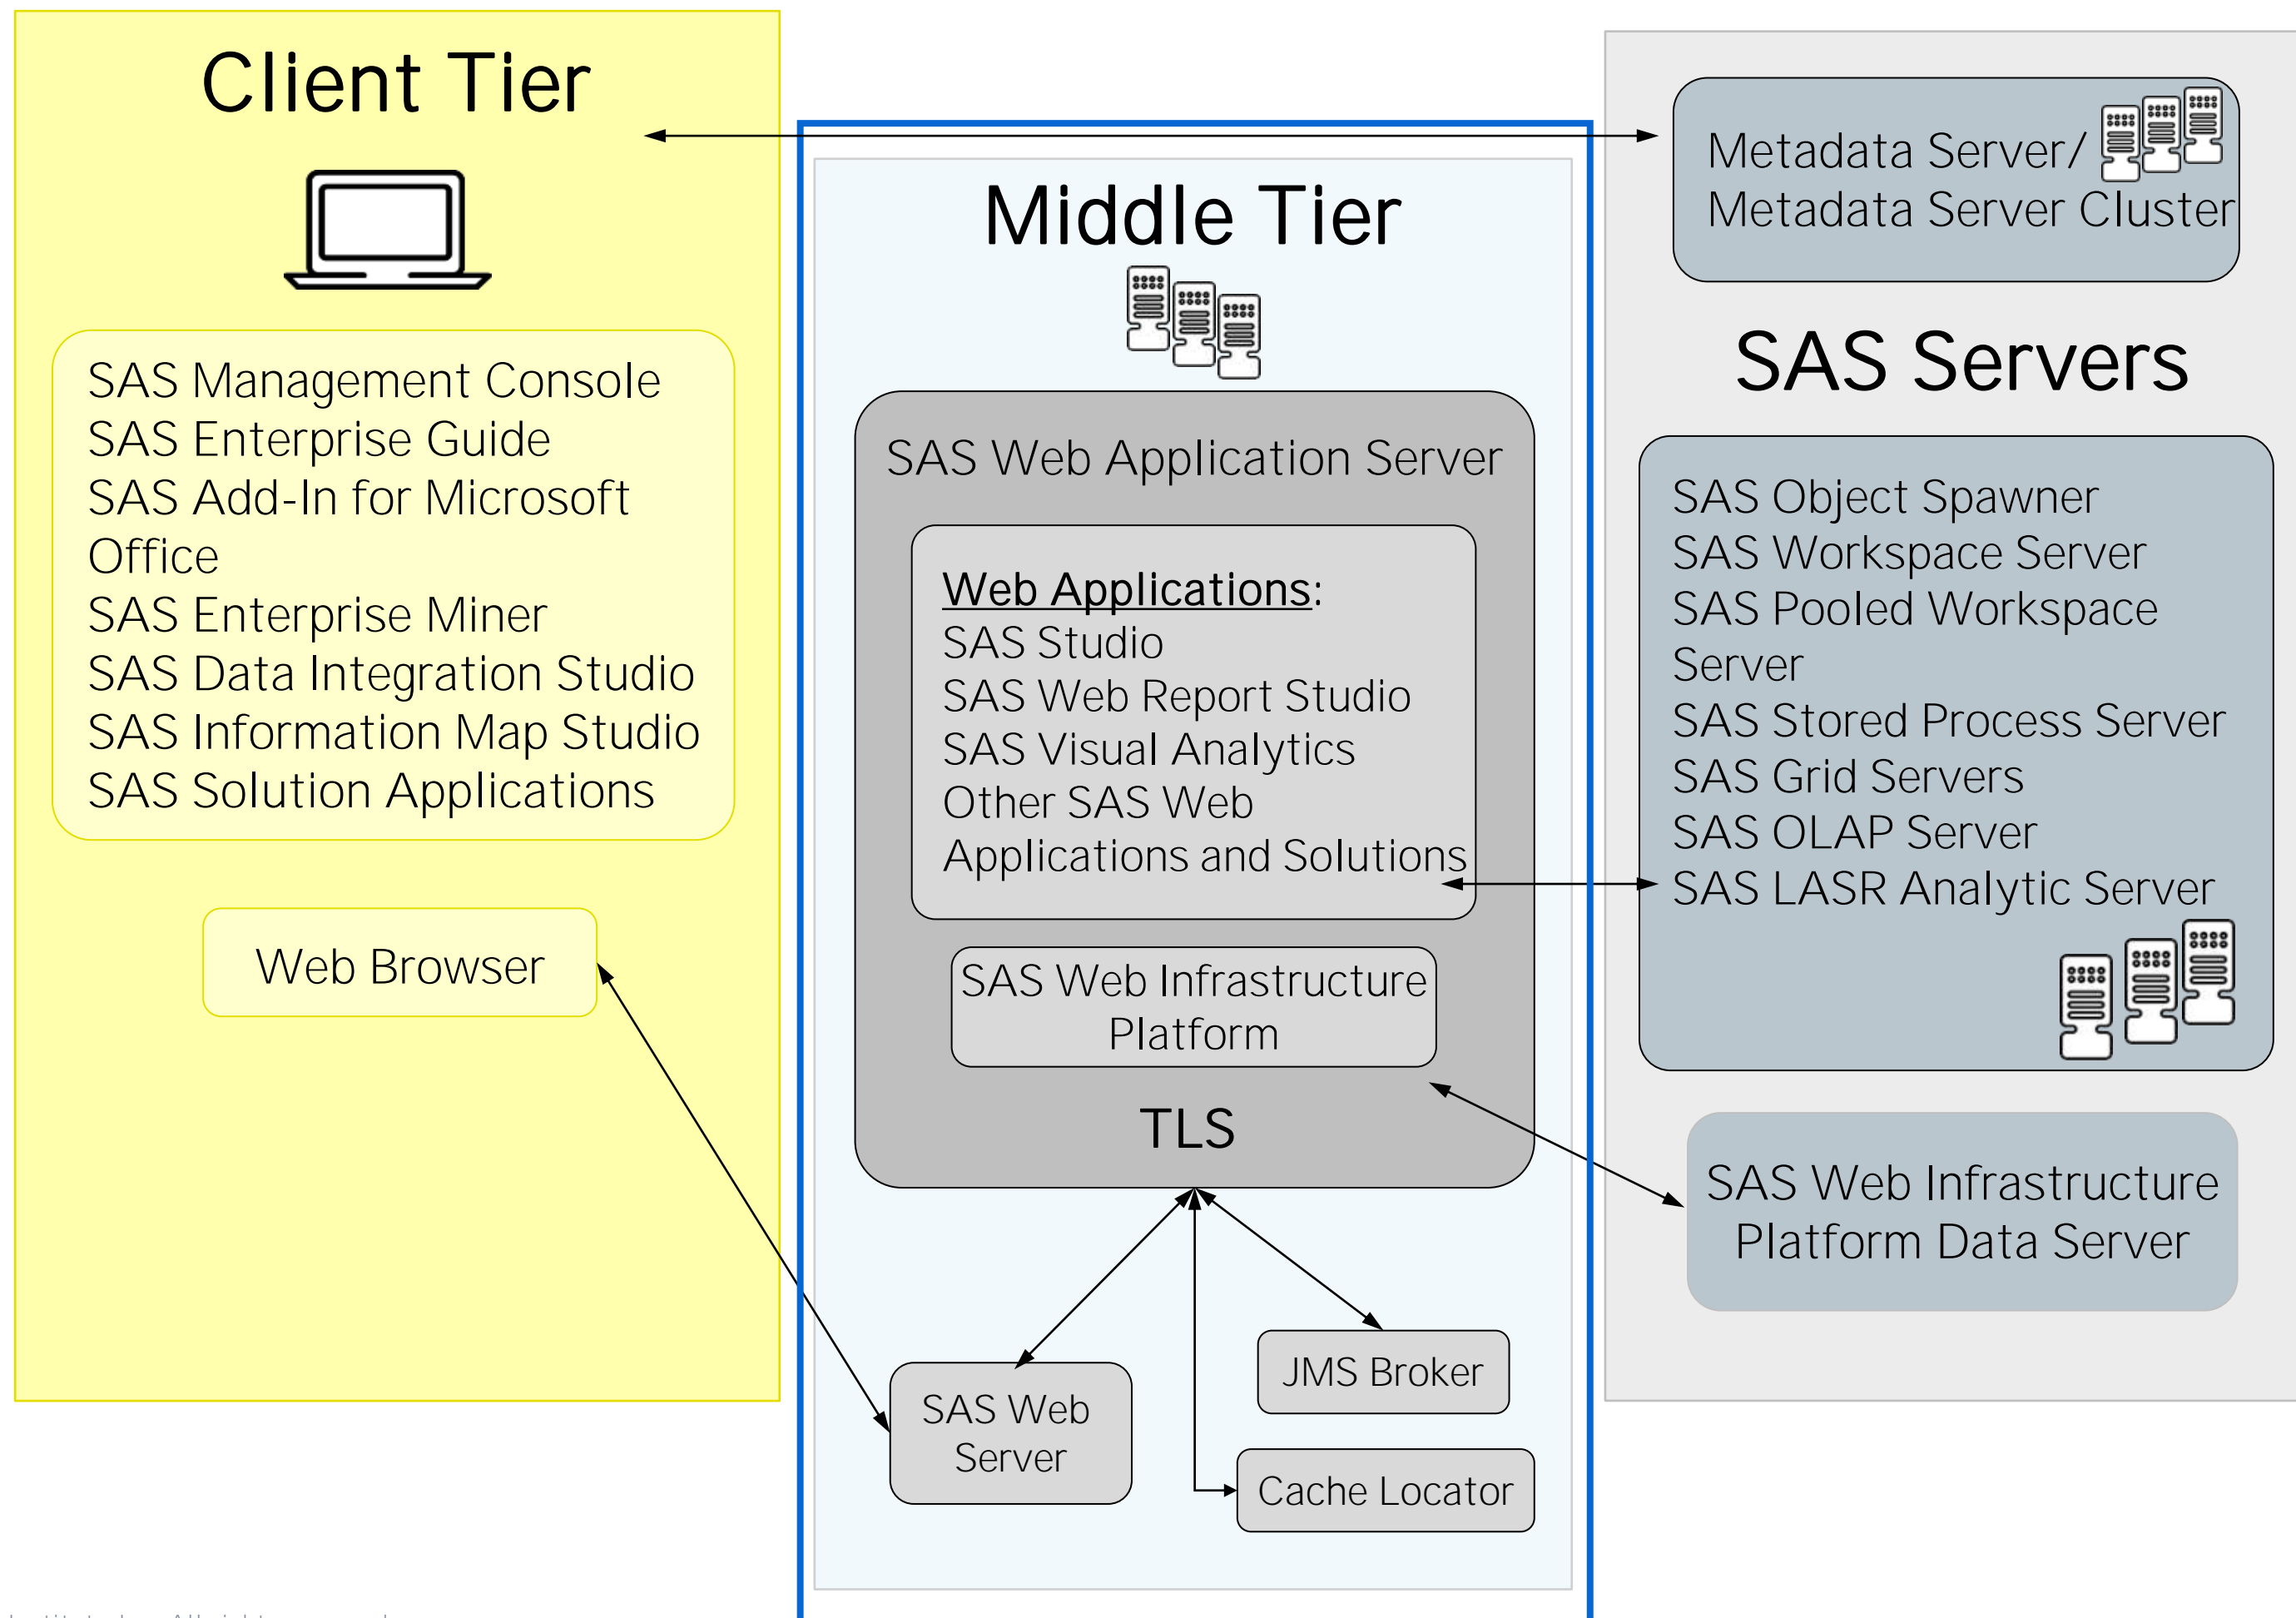 Client Tier
SAS Management Console
SAS Enterprise Guide
SAS Add-In for Microsoft
Office
SAS Enterprise Miner
SAS Data Integration Studio
SAS Information Map Studio
SAS Solution Applications
Web Browser
Middle Tier
SAS Web Application Server
Web Applications:
SAS Studio
SAS Web Report Studio
SAS Visual Analytics
Other SAS Web
Applications and Solutions
SAS Web Infrastructure
Platform
TLS
SAS Web
Server
JMS Broker
Cache Locator
Metadata Server/
Metadata Server Cluster
SAS Servers
SAS Object Spawner
SAS Workspace Server
SAS Pooled Workspace
Server
SAS Stored Process Server
SAS Grid Servers
SAS OLAP Server
SAS LASR Analytic Server
SAS Web Infrastructure
Platform Data Server